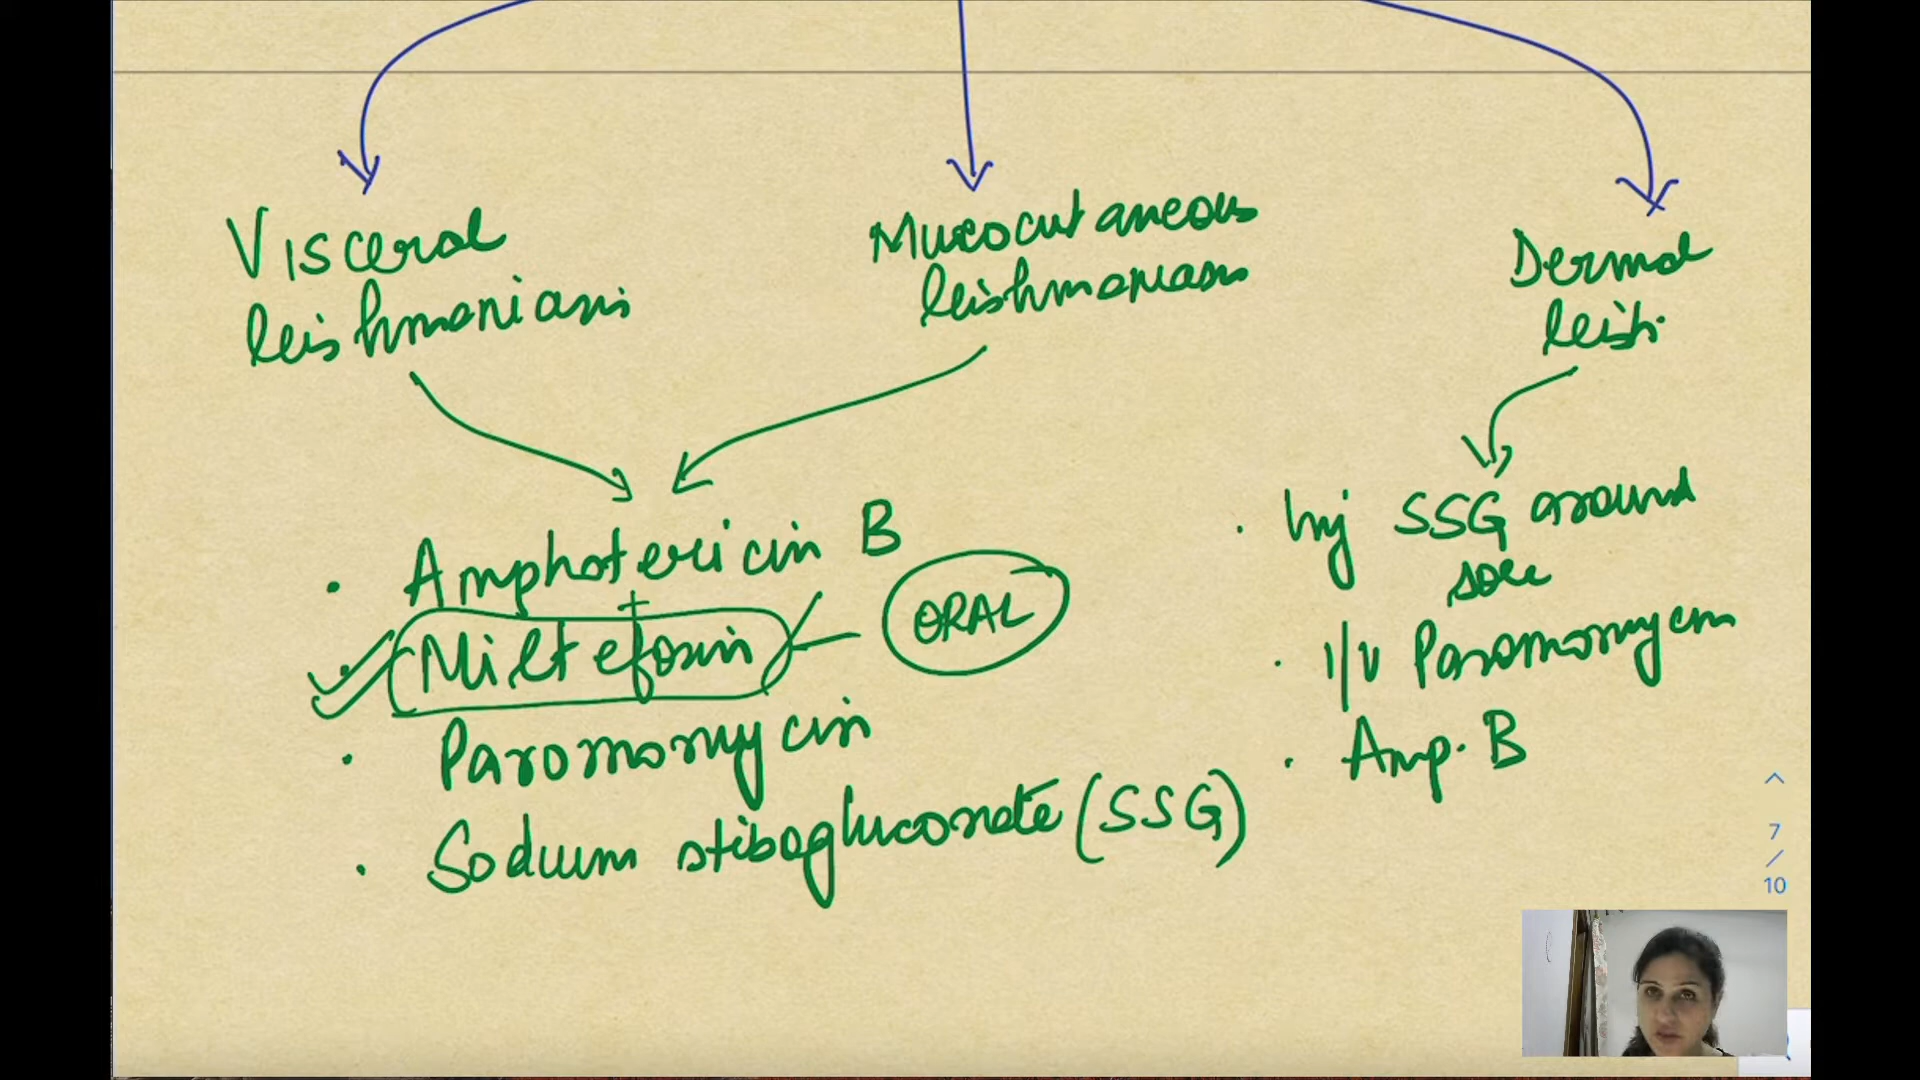 Visceral
leishmaniasis
Mucocutaneous
leishmaniasis
Dermal
leish.
• Amphotericin B
+
• Miltefosin
ORAL
• Paromomycin
• Sodium stibogluconate (SSG)
• Inj SSG around
sore
• I/V Paromomycin
• Amp. B
7
/
10